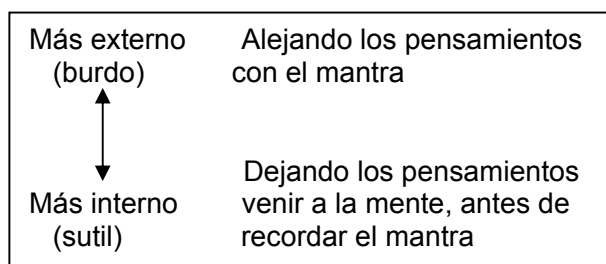 Más externo Alejando los pensamientos
(burdo) con el mantra
Dejando los pensamientos
Más interno venir a la mente, antes de
(sutil) recordar el mantra